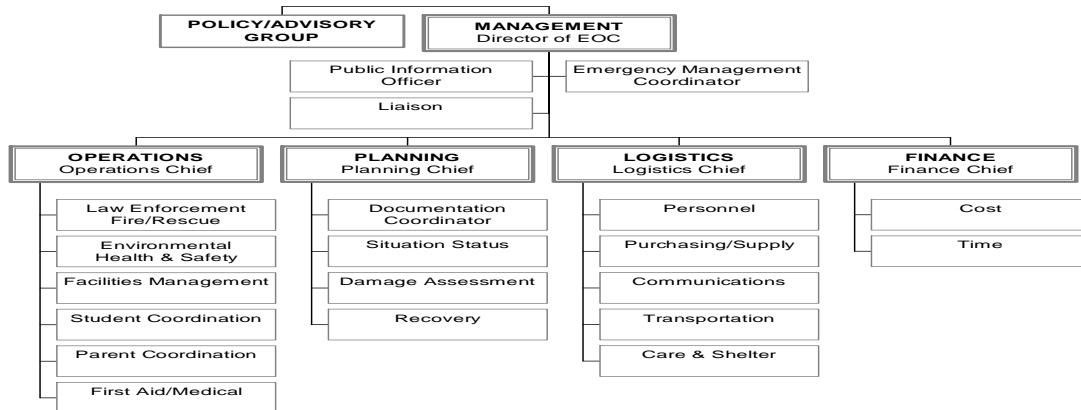 POLICY/ADVISORY
GROUP
MANAGEMENT
Director of EOC
Public Information
Officer
Emergency Management
Coordinator
Liaison
OPERATIONS
Operations Chief
Law Enforcement
Fire/Rescue
Environmental
Health & Safety
Facilities Management
Student Coordination
Parent Coordination
First Aid/Medical
PLANNING
Planning Chief
Documentation
Coordinator
Situation Status
Damage Assessment
Recovery
LOGISTICS
Logistics Chief
Personnel
Purchasing/Supply
Communications
Transportation
Care & Shelter
FINANCE
Finance Chief
Cost
Time